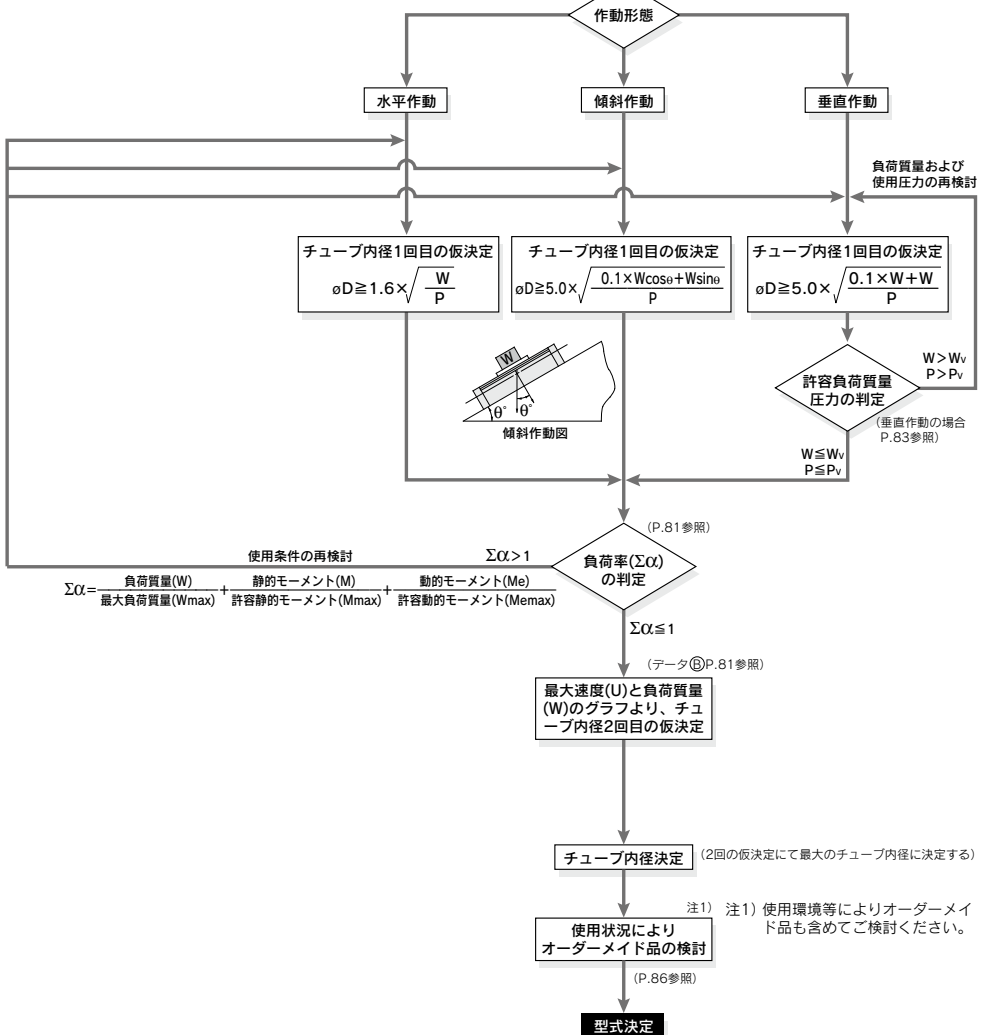 作動形態
水平作動
傾斜作動
垂直作動
負荷質量および
使用圧力の再検討
チューブ内径1回目の仮決定
øD≧1.6×√(W/P)
チューブ内径1回目の仮決定
øD≧5.0×√((0.1×Wcosθ+Wsinθ)/P)
チューブ内径1回目の仮決定
øD≧5.0×√((0.1×W+W)/P)
W
θ°
θ°
傾斜作動図
許容負荷質量
圧力の判定
W>Wv
P>Pv
(垂直作動の場合
P.83参照)
W≦Wv
P≦Pv
(P.81参照)
負荷率(Σα)
の判定
使用条件の再検討
Σα>1
Σα=負荷質量(W)/最大負荷質量(Wmax)+静的モーメント(M)/許容静的モーメント(Mmax)+動的モーメント(Me)/許容動的モーメント(Memax)
Σα≦1
(データⒷP.81参照)
最大速度(U)と負荷質量
(W)のグラフより、チュ
ーブ内径2回目の仮決定
チューブ内径決定
(2回の仮決定にて最大のチューブ内径に決定する)
注1)
使用状況により
オーダーメイド品の検討
注1) 使用環境等によりオーダーメイ
ド品も含めてご検討ください。
(P.86参照)
型式決定